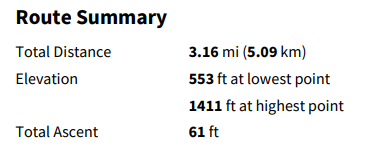 Route Summary
Total Distance 3.16 mi (5.09 km)
Elevation 553 ft at lowest point
1411 ft at highest point
Total Ascent 61 ft